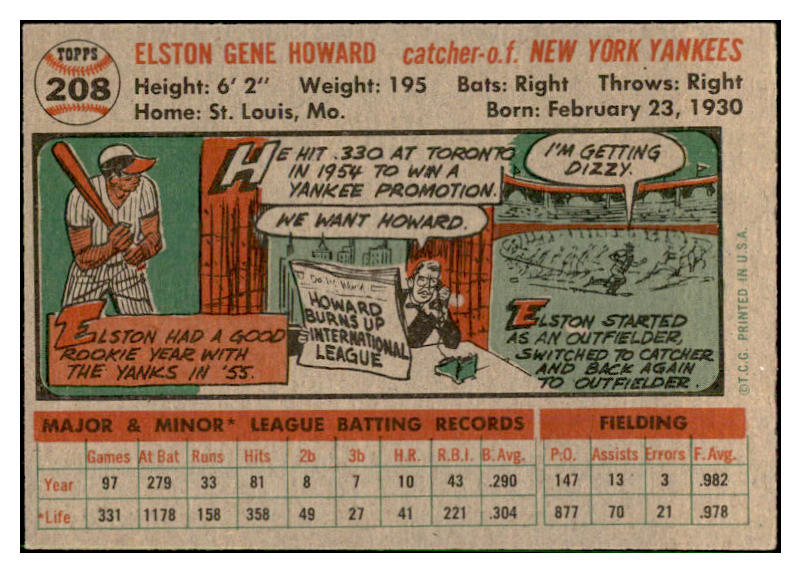 TOPPS
208
ELSTON GENE HOWARD catcher-o.f. NEW YORK YANKEES
Height: 6' 2" Weight: 195 Bats: Right Throws: Right
Home: St. Louis, Mo. Born: February 23, 1930
HE HIT .330 AT TORONTO
IN 1954 TO WIN A
YANKEE PROMOTION.
WE WANT HOWARD.
I'M GETTING
DIZZY.
HOWARD
BURNS UP
INTERNATIONAL
LEAGUE
ELSTON HAD A GOOD
ROOKIE YEAR WITH
THE YANKS IN '55.
ELSTON STARTED
AS AN OUTFIELDER,
SWITCHED TO CATCHER
AND BACK AGAIN
TO OUTFIELDER.
©T.C.G. PRINTED IN U.S.A.
MAJOR & MINOR* LEAGUE BATTING RECORDS FIELDING
Games At Bat Runs Hits 2b 3b H.R. R.B.I. B.Avg. P.O. Assists Errors F.Avg.
Year 97 279 33 81 8 7 10 43 .290 147 13 3 .982
*Life 331 1178 158 358 49 27 41 221 .304 877 70 21 .978